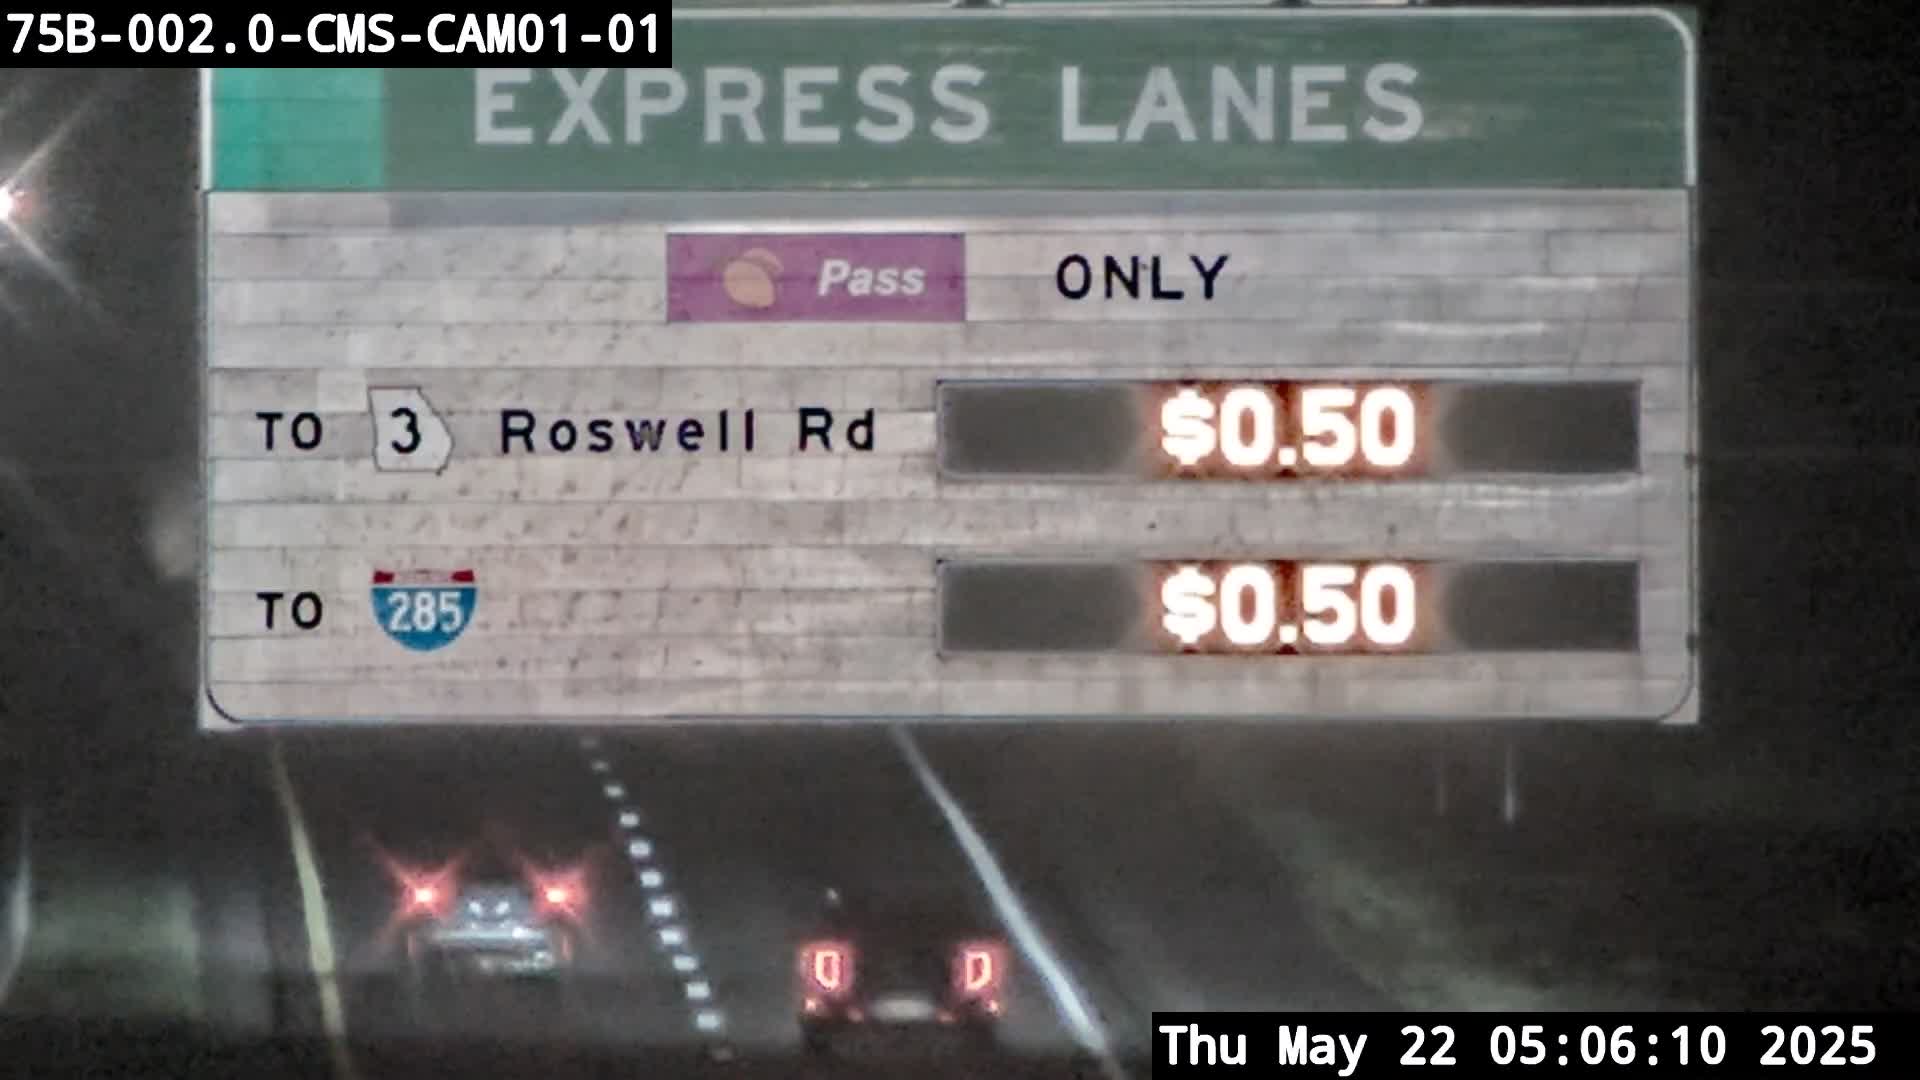 75B-002.0-CMS-CAM01-01
EXPRESS LANES
Pass ONLY
TO 3 Roswell Rd $0.50
TO 285 $0.50
Thu May 22 05:06:10 2025